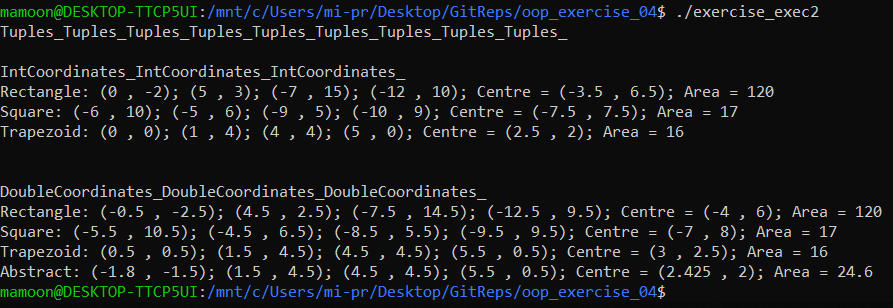 mamoon@DESKTOP-TTCP5UI:/mnt/c/Users/mi-pr/Desktop/GitReps/oop_exercise_04$ ./exercise_exec2
Tuples_Tuples_Tuples_Tuples_Tuples_Tuples_Tuples_Tuples_Tuples_
IntCoordinates_IntCoordinates_IntCoordinates_
Rectangle: (0 , -2); (5 , 3); (-7 , 15); (-12 , 10); Centre = (-3.5 , 6.5); Area = 120
Square: (-6 , 10); (-5 , 6); (-9 , 5); (-10 , 9); Centre = (-7.5 , 7.5); Area = 17
Trapezoid: (0 , 0); (1 , 4); (4 , 4); (5 , 0); Centre = (2.5 , 2); Area = 16
DoubleCoordinates_DoubleCoordinates_DoubleCoordinates_
Rectangle: (-0.5 , -2.5); (4.5 , 2.5); (-7.5 , 14.5); (-12.5 , 9.5); Centre = (-4 , 6); Area = 120
Square: (-5.5 , 10.5); (-4.5 , 6.5); (-8.5 , 5.5); (-9.5 , 9.5); Centre = (-7 , 8); Area = 17
Trapezoid: (0.5 , 0.5); (1.5 , 4.5); (4.5 , 4.5); (5.5 , 0.5); Centre = (3 , 2.5); Area = 16
Abstract: (-1.8 , -1.5); (1.5 , 4.5); (4.5 , 4.5); (5.5 , 0.5); Centre = (2.425 , 2); Area = 24.6
mamoon@DESKTOP-TTCP5UI:/mnt/c/Users/mi-pr/Desktop/GitReps/oop_exercise_04$